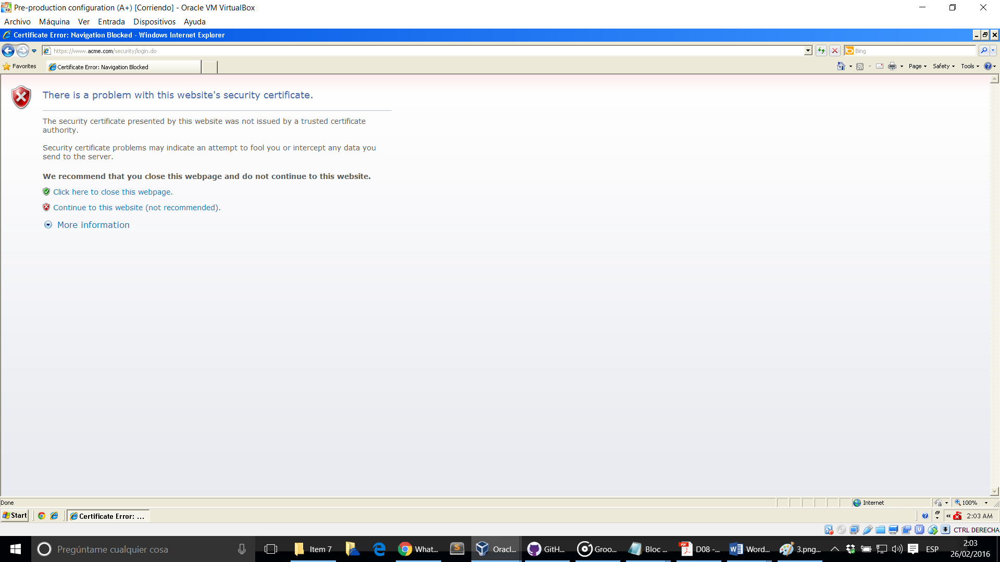 Pre-production configuration (A+) [Corriendo] - Oracle VM VirtualBox
Archivo Máquina Ver Entrada Dispositivos Ayuda
Certificate Error: Navigation Blocked - Windows Internet Explorer
https://www.acme.com/security/login.do
Bing
Favorites
Certificate Error: Navigation Blocked
Page Safety Tools
There is a problem with this website's security certificate.
The security certificate presented by this website was not issued by a trusted certificate
authority.
Security certificate problems may indicate an attempt to fool you or intercept any data you
send to the server.
We recommend that you close this webpage and do not continue to this website.
Click here to close this webpage.
Continue to this website (not recommended).
More information
Done
Internet
100%
Start
Certificate Error: ...
2:03 AM
CTRL DERECHA
Pregúntame cualquier cosa
Item 7
What...
Oracl...
GitH...
Groo...
Bloc ...
D08 -...
Word...
3.png...
ESP
2:03
26/02/2016